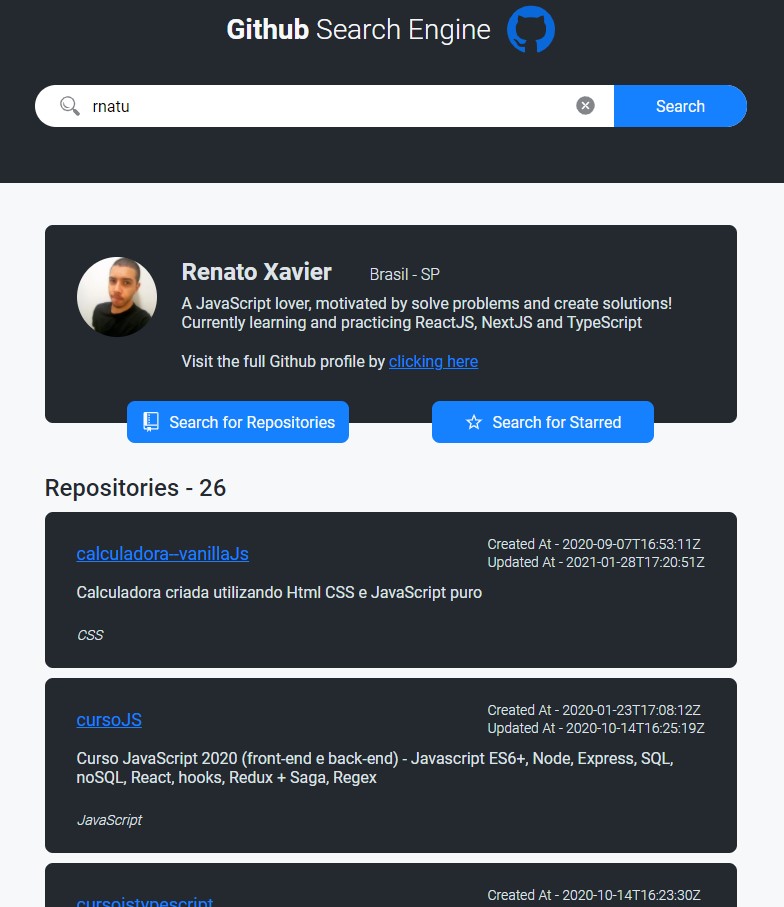 Github Search Engine
rnatu
Search
Renato Xavier
Brasil - SP
A JavaScript lover, motivated by solve problems and create solutions!
Currently learning and practicing ReactJS, NextJS and TypeScript
Visit the full Github profile by clicking here
Search for Repositories
Search for Starred
Repositories - 26
calculadora--vanillaJs
Created At - 2020-09-07T16:53:11Z
Updated At - 2021-01-28T17:20:51Z
Calculadora criada utilizando Html CSS e JavaScript puro
CSS
cursoJS
Created At - 2020-01-23T17:08:12Z
Updated At - 2020-10-14T16:25:19Z
Curso JavaScript 2020 (front-end e back-end) - Javascript ES6+, Node, Express, SQL,
noSQL, React, hooks, Redux + Saga, Regex
JavaScript
cursojstypescript
Created At - 2020-10-14T16:23:30Z